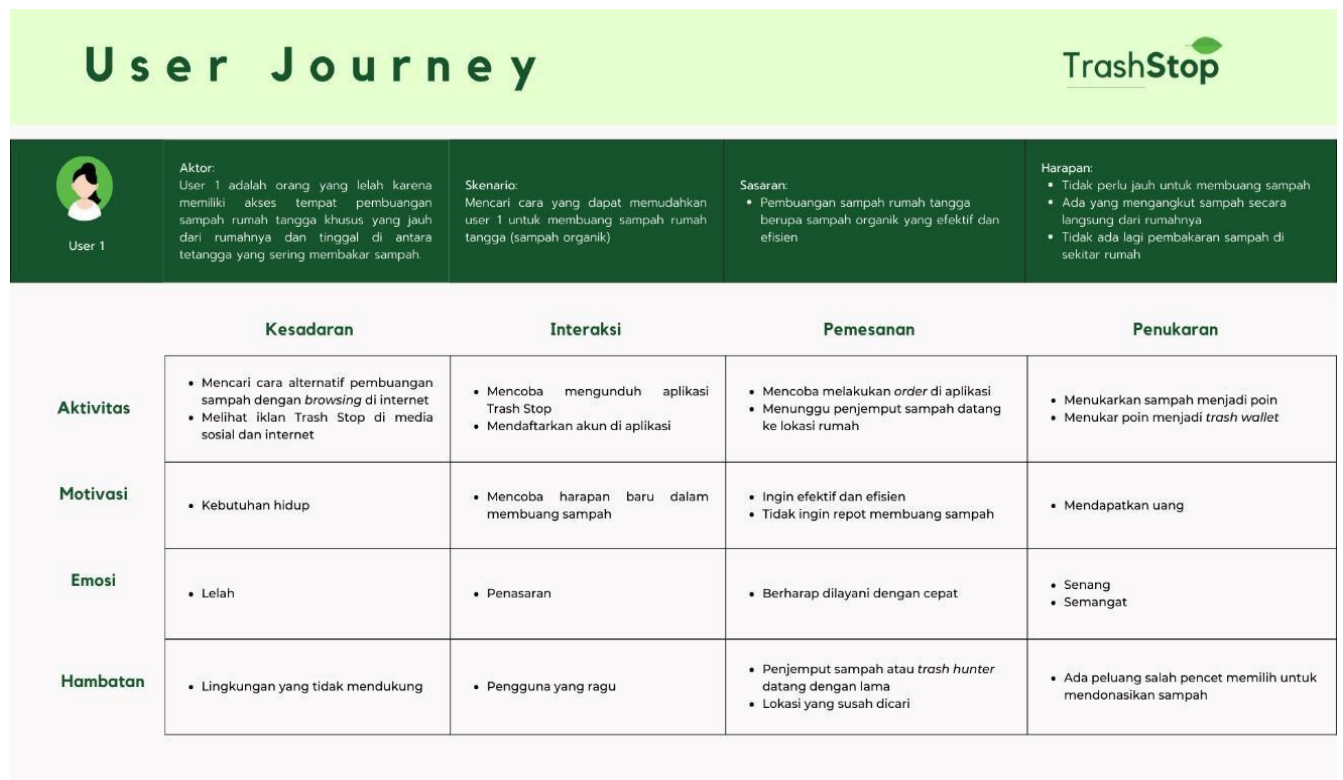 User Journey
TrashStop
User 1
Aktor:
User 1 adalah orang yang lelah karena
memiliki akses tempat pembuangan
sampah rumah tangga khusus yang jauh
dari rumahnya dan tinggal di antara
tetangga yang sering membakar sampah.
Skenario:
Mencari cara yang dapat memudahkan
user 1 untuk membuang sampah rumah
tangga (sampah organik)
Sasaran:
• Pembuangan sampah rumah tangga
berupa sampah organik yang efektif dan
efisien
Harapan:
• Tidak perlu jauh untuk membuang sampah
• Ada yang mengangkut sampah secara
langsung dari rumahnya
• Tidak ada lagi pembakaran sampah di
sekitar rumah
Kesadaran
Interaksi
Pemesanan
Penukaran
Aktivitas
• Mencari cara alternatif pembuangan
sampah dengan browsing di internet
• Melihat iklan Trash Stop di media
sosial dan internet
• Mencoba mengunduh aplikasi
Trash Stop
• Mendaftarkan akun di aplikasi
• Mencoba melakukan order di aplikasi
• Menunggu penjemput sampah datang
ke lokasi rumah
• Menukarkan sampah menjadi poin
• Menukar poin menjadi trash wallet
Motivasi
• Kebutuhan hidup
• Mencoba harapan baru dalam
membuang sampah
• Ingin efektif dan efisien
• Tidak ingin repot membuang sampah
• Mendapatkan uang
Emosi
• Lelah
• Penasaran
• Berharap dilayani dengan cepat
• Senang
• Semangat
Hambatan
• Lingkungan yang tidak mendukung
• Pengguna yang ragu
• Penjemput sampah atau trash hunter
datang dengan lama
• Lokasi yang susah dicari
• Ada peluang salah pencet memilih untuk
mendonasikan sampah